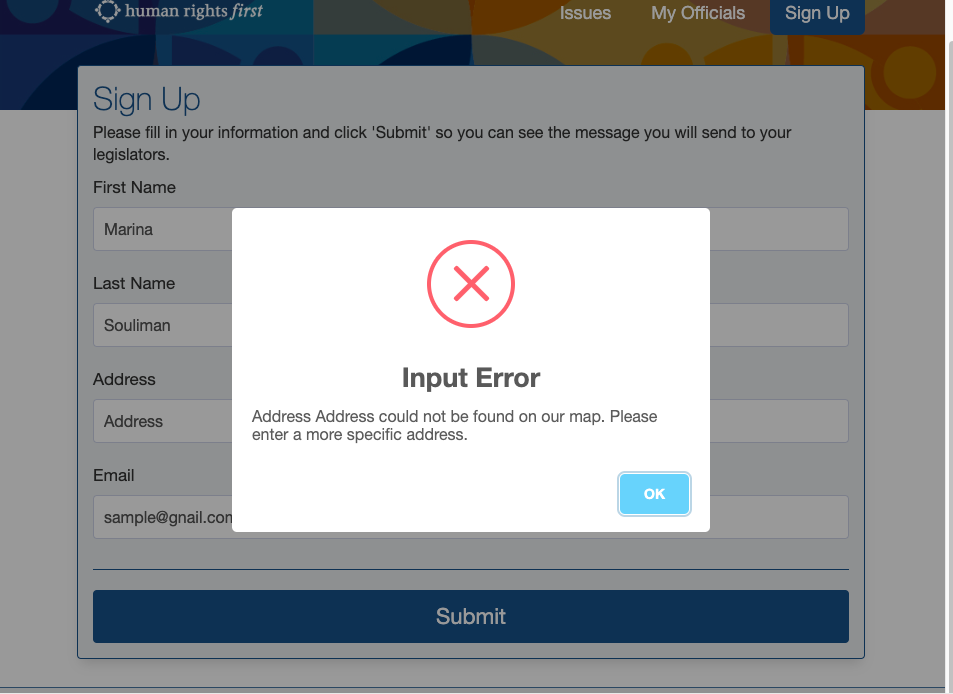 human rights first
Issues
My Officials
Sign Up
Sign Up
Please fill in your information and click 'Submit' so you can see the message you will send to your
legislators.
First Name
Marina
Last Name
Souliman
Address
Address
Email
sample@gnail.com
Input Error
Address Address could not be found on our map. Please
enter a more specific address.
OK
Submit